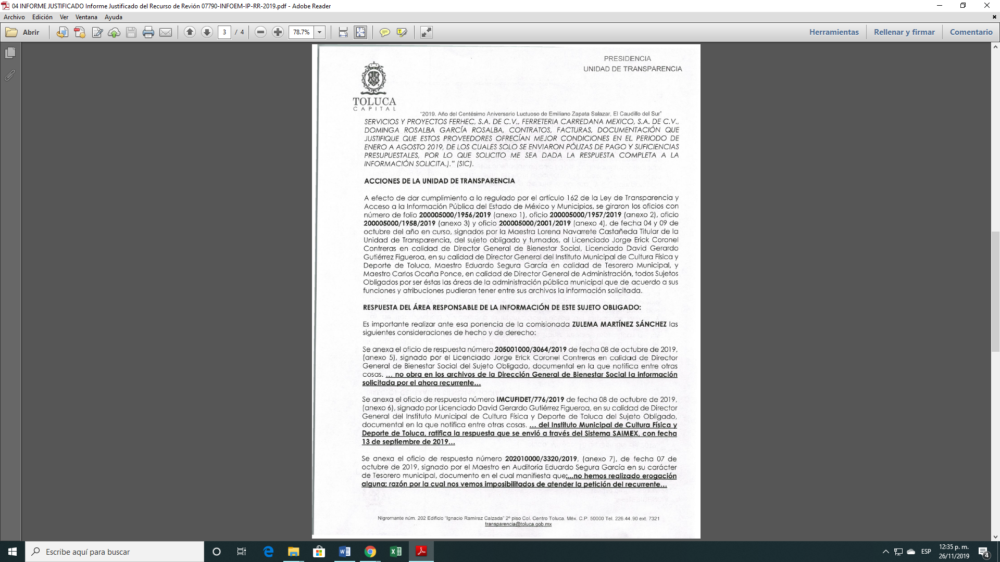 04 INFORME JUSTIFICADO Informe Justificado del Recurso de Revión 07790-INFOEM-IP-RR-2019.pdf - Adobe Reader
Archivo Edición Ver Ventana Ayuda
Abrir 3 / 4 78.7% Herramientas Rellenar y firmar Comentario
PRESIDENCIA
UNIDAD DE TRANSPARENCIA
TOLUCA
CAPITAL
"2019. Año del Centésimo Aniversario Luctuoso de Emiliano Zapata Salazar, El Caudillo del Sur"
SERVICIOS Y PROYECTOS FERHEC, S.A. DE C.V., FERRETERIA CARREDANA MEXICO, S.A. DE C.V.,
DOMINGA ROSALBA GARCÍA ROSALBA, CONTRATOS, FACTURAS, DOCUMENTACIÓN QUE
JUSTIFIQUE QUE ESTOS PROVEEDORES OFRECÍAN MEJOR CONDICIONES EN EL PERIODO DE
ENERO A AGOSTO 2019, DE LOS CUALES SOLO SE ENVIARON PÓLIZAS DE PAGO Y SUFICIENCIAS
PRESUPUESTALES, POR LO QUE SOLICITO ME SEA DADA LA RESPUESTA COMPLETA A LA
INFORMACIÓN SOLICITA.)." (SIC).
ACCIONES DE LA UNIDAD DE TRANSPARENCIA
A efecto de dar cumplimiento a lo regulado por el artículo 162 de la Ley de Transparencia y
Acceso a la Información Pública del Estado de México y Municipios, se giraron los oficios con
número de folio 200005000/1956/2019 (anexo 1), oficio 200005000/1957/2019 (anexo 2), oficio
200005000/1958/2019 (anexo 3) y oficio 200005000/2001/2019 (anexo 4), de fecha 04 y 09 de
octubre del año en curso, signados por la Maestra Lorena Navarrete Castañeda Titular de la
Unidad de Transparencia, del sujeto obligado y turnados, al Licenciado Jorge Erick Coronel
Contreras en calidad de Director General de Bienestar Social, Licenciado David Gerardo
Gutiérrez Figueroa, en su calidad de Director General del Instituto Municipal de Cultura Física y
Deporte de Toluca, Maestro Eduardo Segura García en calidad de Tesorero Municipal, y
Maestro Carlos Ocaña Ponce, en calidad de Director General de Administración, todos Sujetos
Obligados por ser éstas las áreas de la administración pública municipal que de acuerdo a sus
funciones y atribuciones pudieran tener entre sus archivos la información solicitada.
RESPUESTA DEL ÁREA RESPONSABLE DE LA INFORMACIÓN DE ESTE SUJETO OBLIGADO:
Es importante realizar ante esa ponencia de la comisionada ZULEMA MARTÍNEZ SÁNCHEZ las
siguientes consideraciones de hecho y de derecho:
Se anexa el oficio de respuesta número 205001000/3064/2019 de fecha 08 de octubre de 2019,
(anexo 5), signado por el Licenciado Jorge Erick Coronel Contreras en calidad de Director
General de Bienestar Social del Sujeto Obligado, documental en la que notifica entre otras
cosas. ... no obra en los archivos de la Dirección General de Bienestar Social la información
solicitada por el ahora recurrente...
Se anexa el oficio de respuesta número IMCUFIDET/776/2019 de fecha 08 de octubre de 2019,
(anexo 6), signado por Licenciado David Gerardo Gutiérrez Figueroa, en su calidad de Director
General del Instituto Municipal de Cultura Física y Deporte de Toluca del Sujeto Obligado,
documental en la que notifica entre otras cosas. ... del Instituto Municipal de Cultura Física y
Deporte de Toluca, ratifica la respuesta que se envió a través del Sistema SAIMEX, con fecha
13 de septiembre de 2019...
Se anexa el oficio de respuesta número 202010000/3320/2019, (anexo 7), de fecha 07 de
octubre de 2019, signado por el Maestro en Auditoría Eduardo Segura García en su carácter
de Tesorero municipal, documento en el cual manifiesta que:...no hemos realizado erogación
alguna; razón por la cual nos vemos imposibilitados de atender la petición del recurrente...
Nigromante núm. 202 Edificio "Ignacio Ramírez Calzada" 2º piso Col. Centro Toluca. Méx. C.P. 50000 Tel. 226.44.90 ext. 7321
transparencia@toluca.gob.mx
Escribe aquí para buscar
ESP
12:35 p. m.
26/11/2019
4